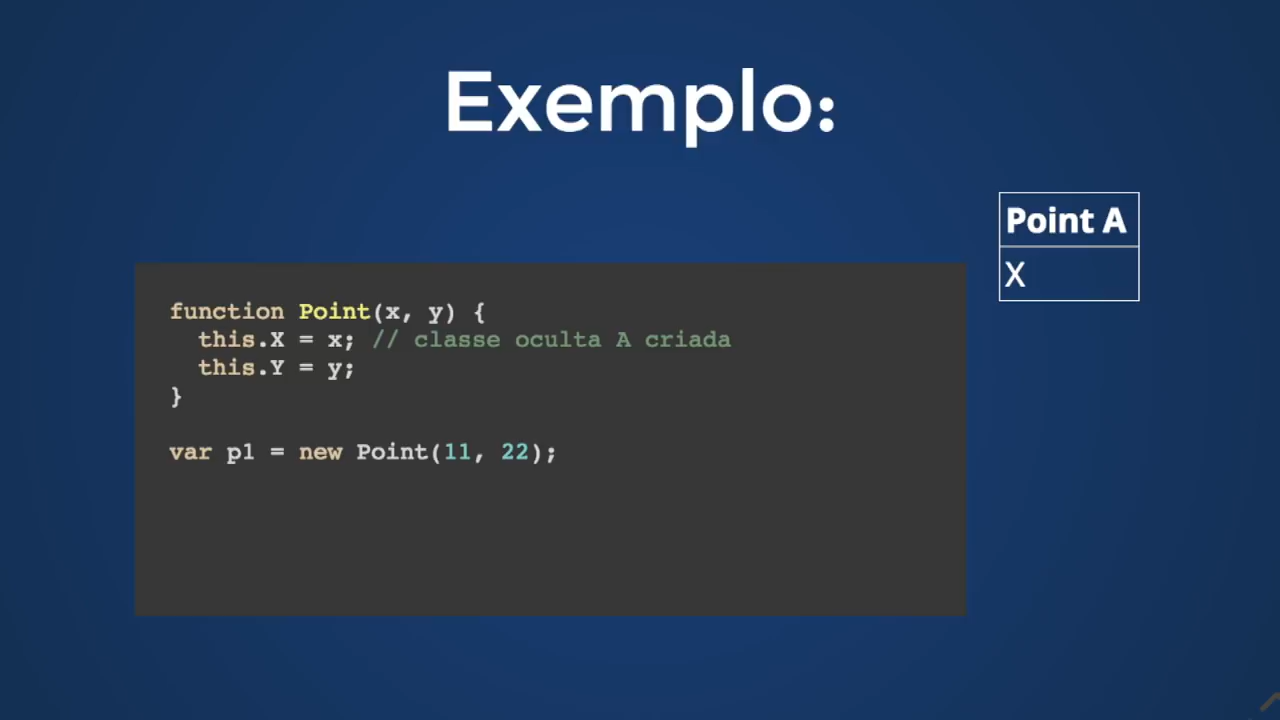 Exemplo:
Point A
X
function Point(x, y) {
  this.X = x; // classe oculta A criada
  this.Y = y;
}
var p1 = new Point(11, 22);